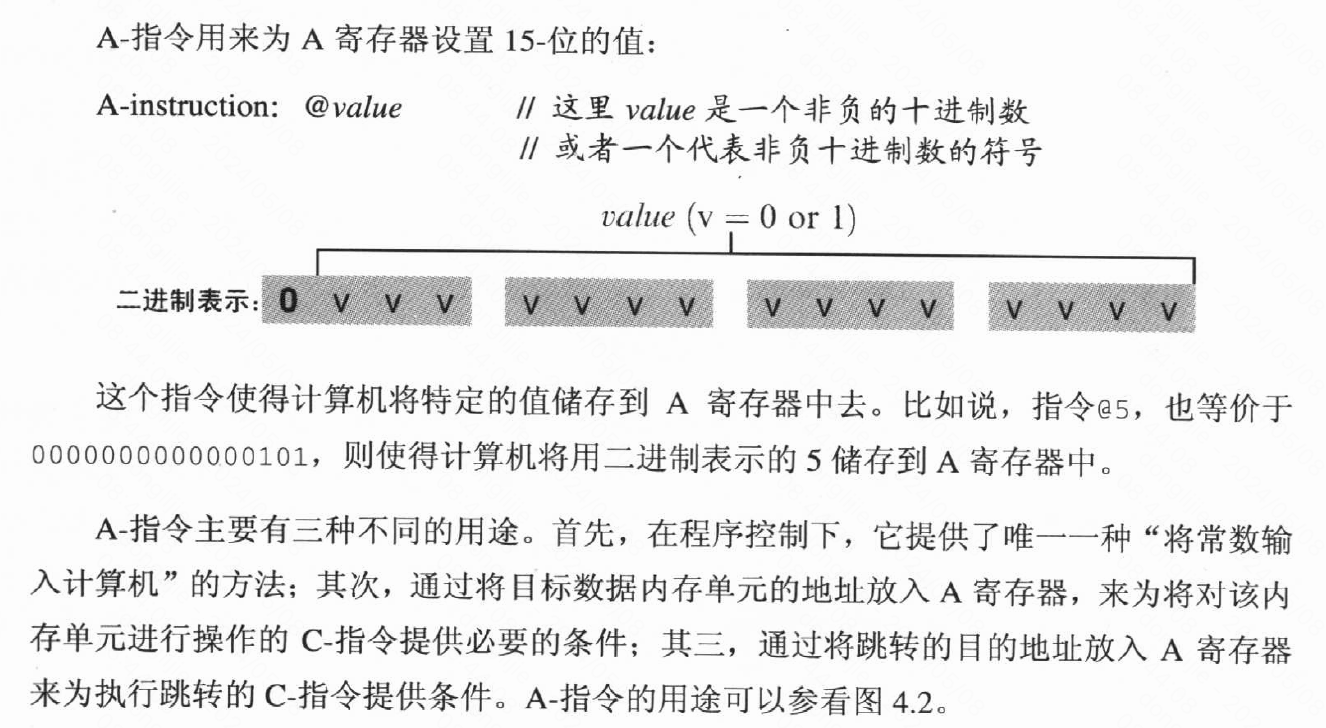 A-指令用来为 A 寄存器设置 15-位的值：
A-instruction: @value // 这里 value 是一个非负的十进制数
// 或者一个代表非负十进制数的符号
value (v = 0 or 1)
二进制表示: 0 v v v v v v v v v v v v v v v
这个指令使得计算机将特定的值储存到 A 寄存器中去。比如说，指令@5，也等价于
0000000000000101，则使得计算机将用二进制表示的 5 储存到 A 寄存器中。
A-指令主要有三种不同的用途。首先，在程序控制下，它提供了唯一一种“将常数输
入计算机”的方法；其次，通过将目标数据内存单元的地址放入 A 寄存器，来为将对该内
存单元进行操作的 C-指令提供必要的条件；其三，通过将跳转的目的地址放入 A 寄存器
来为执行跳转的 C-指令提供条件。A-指令的用途可以参看图 4.2。